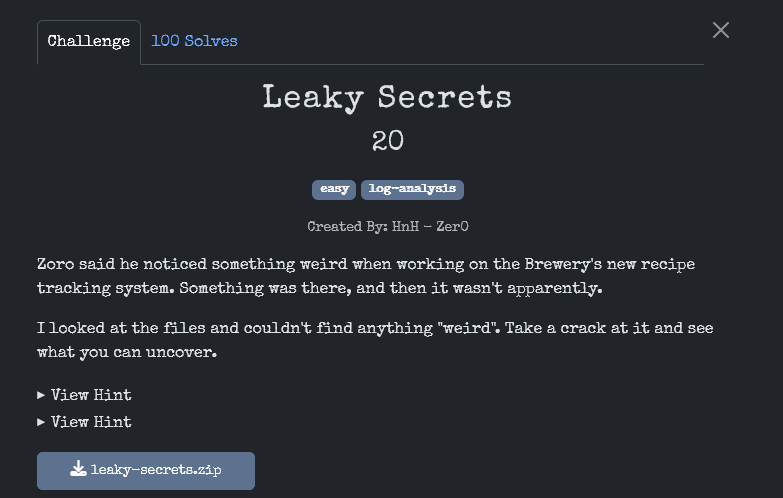 Challenge
100 Solves
Leaky Secrets
20
easy
log-analysis
Created By: HnH - Zer0
Zoro said he noticed something weird when working on the Brewery's new recipe
tracking system. Something was there, and then it wasn't apparently.
I looked at the files and couldn't find anything "weird". Take a crack at it and see
what you can uncover.
▸ View Hint
▸ View Hint
leaky-secrets.zip